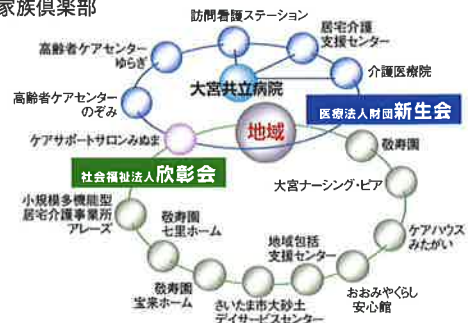 家族倶楽部
訪問看護ステーション
高齢者ケアセンター
ゆらぎ
居宅介護
支援センター
大宮共立病院
介護医療院
高齢者ケアセンター
のぞみ
医療法人財団新生会
地域
ケアサポートサロンみぬま
敬寿園
社会福祉法人欣彰会
大宮ナーシング・ピア
小規模多機能型
居宅介護事業所
アレーズ
敬寿園
七里ホーム
ケアハウス
みたがい
地域包括
支援センター
敬寿園
宝来ホーム
おおみやくらし
安心館
さいたま市大砂土
デイサービスセンター